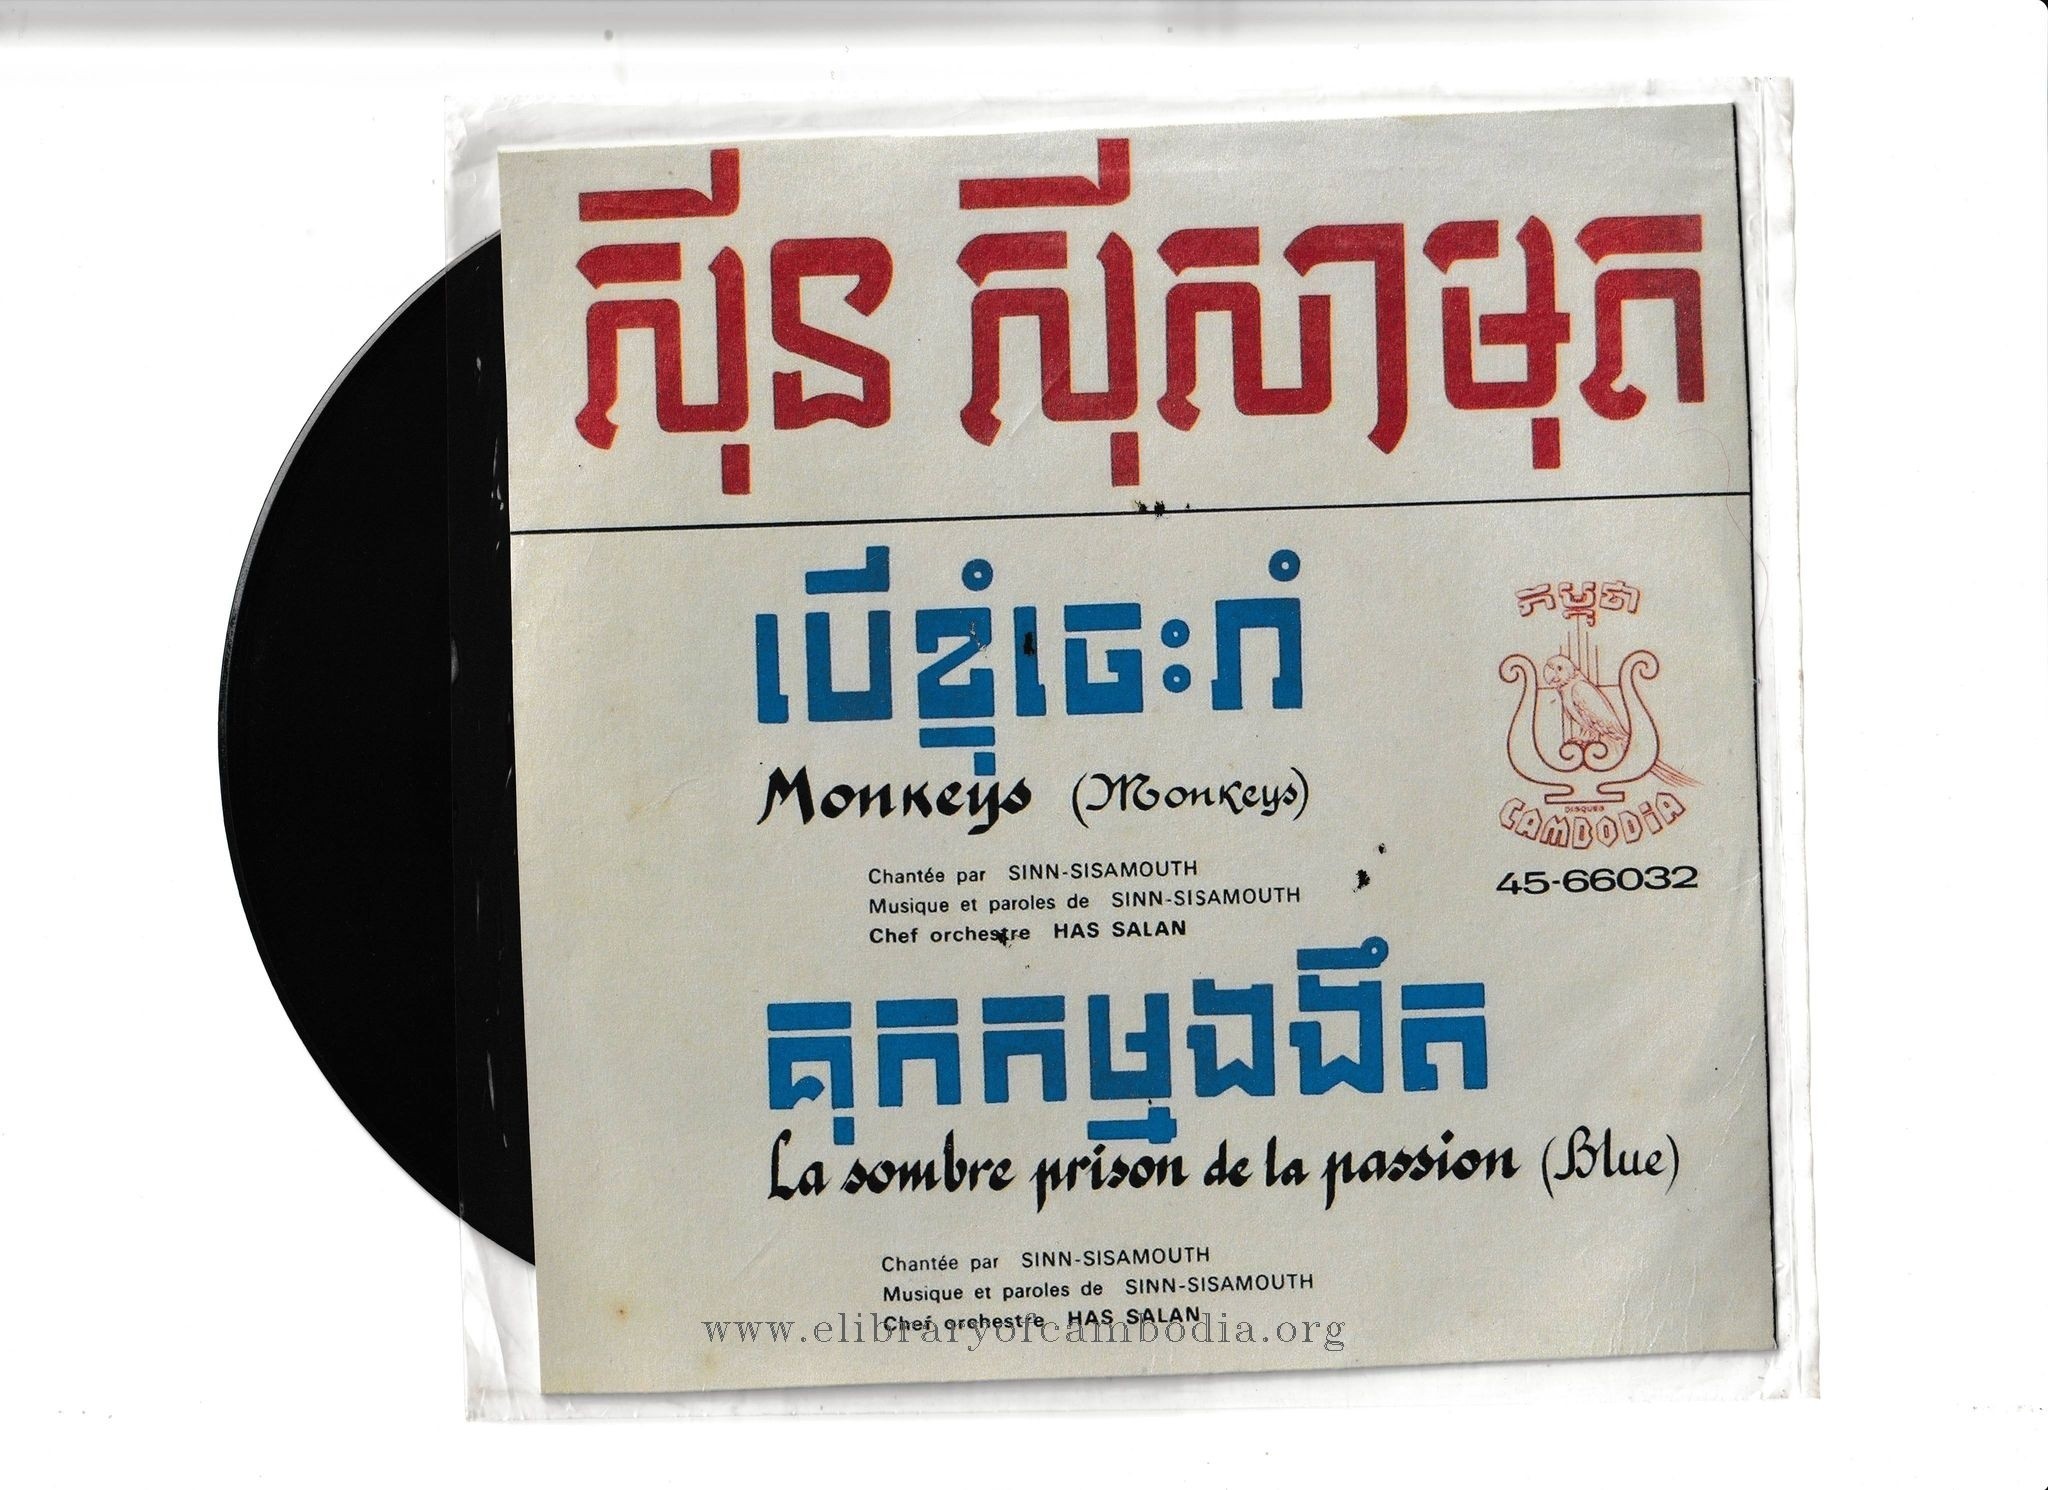 ស៊ីន ស៊ីសាមុត
បើខ្ញុំចេះកំ
Monkeys (Monkeys)
Chantée par SINN-SISAMOUTH
Musique et paroles de SINN-SISAMOUTH
Chef orchestre HAS SALAN
កម្ពុជា
DISQUES
CAMBODIA
45-66032
គុកកម្មងងឹត
La sombre prison de la passion (Blue)
Chantée par SINN-SISAMOUTH
Musique et paroles de SINN-SISAMOUTH
Chef orchestre HAS SALAN
www.elibraryofcambodia.org